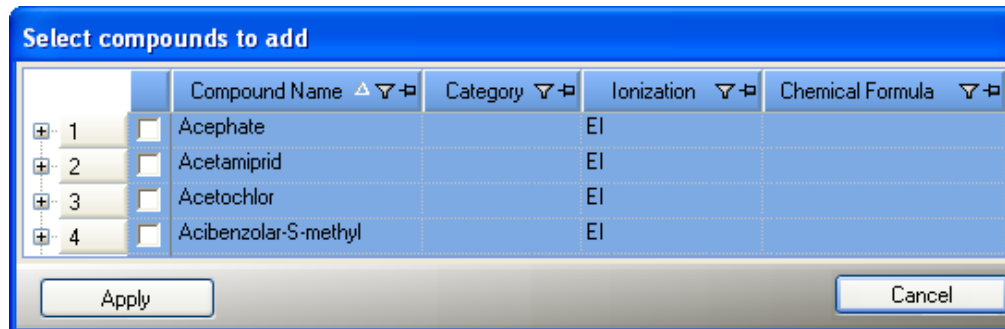 Select compounds to add
Compound Name Category Ionization Chemical Formula
1 Acephate EI
2 Acetamiprid EI
3 Acetochlor EI
4 Acibenzolar-S-methyl EI
Apply Cancel